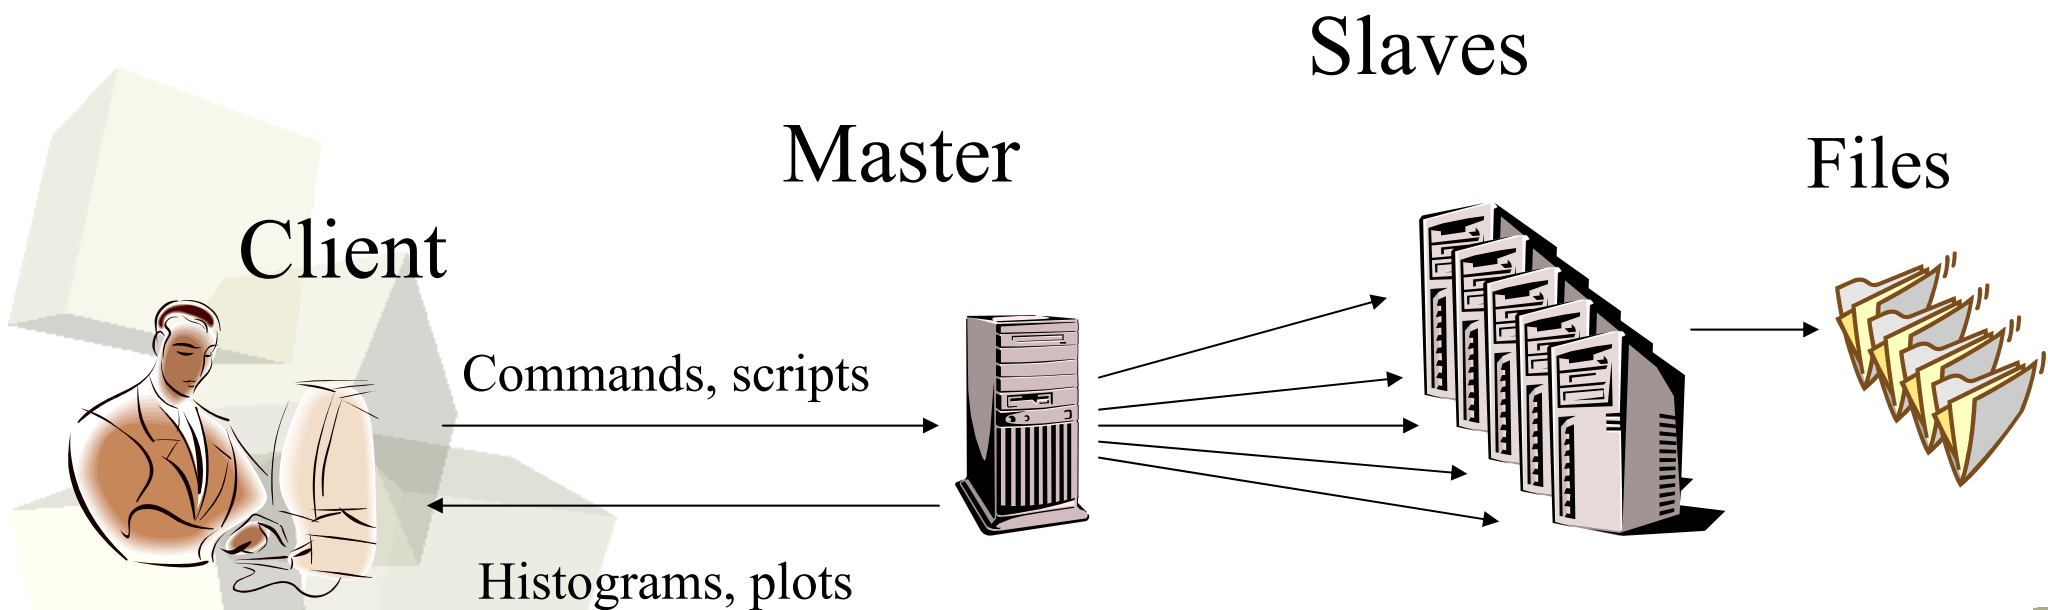 Slaves
Master
Files
Client
Commands, scripts
Histograms, plots